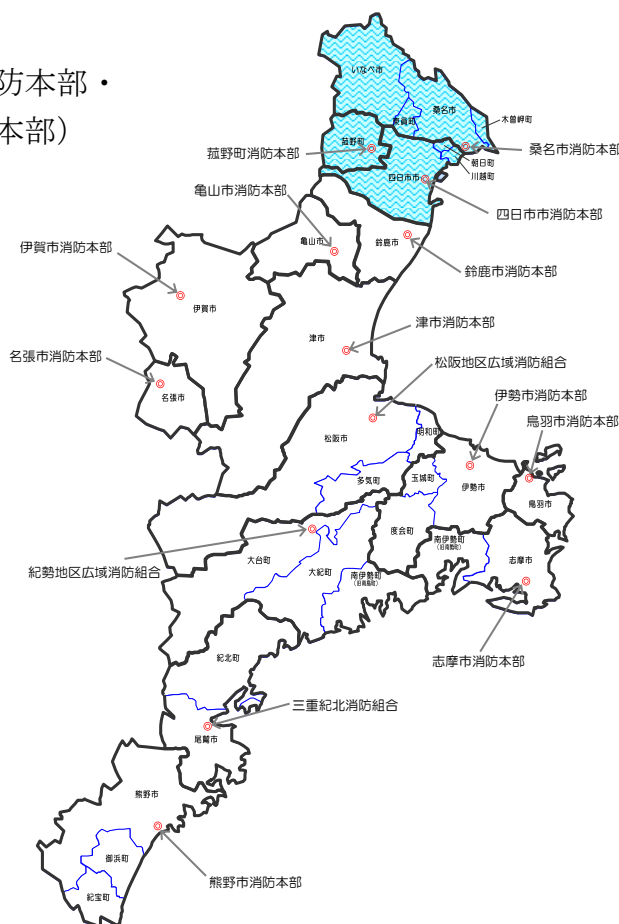 防本部・
本部）
いなべ市
桑名市
木曽岬町
東員町
菰野町
朝日町
川越町
四日市市
菰野町消防本部
桑名市消防本部
亀山市消防本部
四日市市消防本部
伊賀市消防本部
亀山市
鈴鹿市
鈴鹿市消防本部
伊賀市
津市消防本部
津市
名張市消防本部
松阪地区広域消防組合
名張市
伊勢市消防本部
鳥羽市消防本部
松阪市
明和町
多気町
玉城町
伊勢市
鳥羽市
度会町
南伊勢町
（旧南勢町）
志摩市
紀勢地区広域消防組合
大台町
大紀町
南伊勢町
（旧南島町）
志摩市消防本部
紀北町
三重紀北消防組合
尾鷲市
熊野市
御浜町
熊野市消防本部
紀宝町